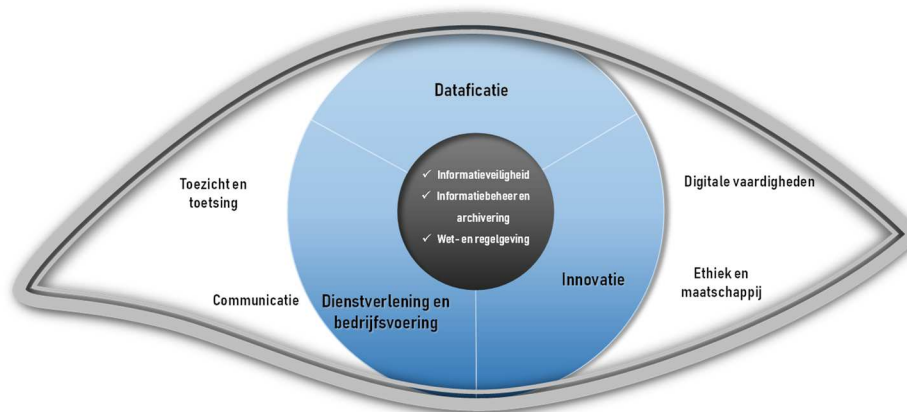 Dataficatie
✓ Informatieveiligheid
✓ Informatiebeheer en
archivering
✓ Wet- en regelgeving
Toezicht en
toetsing
Digitale vaardigheden
Communicatie
Dienstverlening en
bedrijfsvoering
Innovatie
Ethiek en
maatschappij